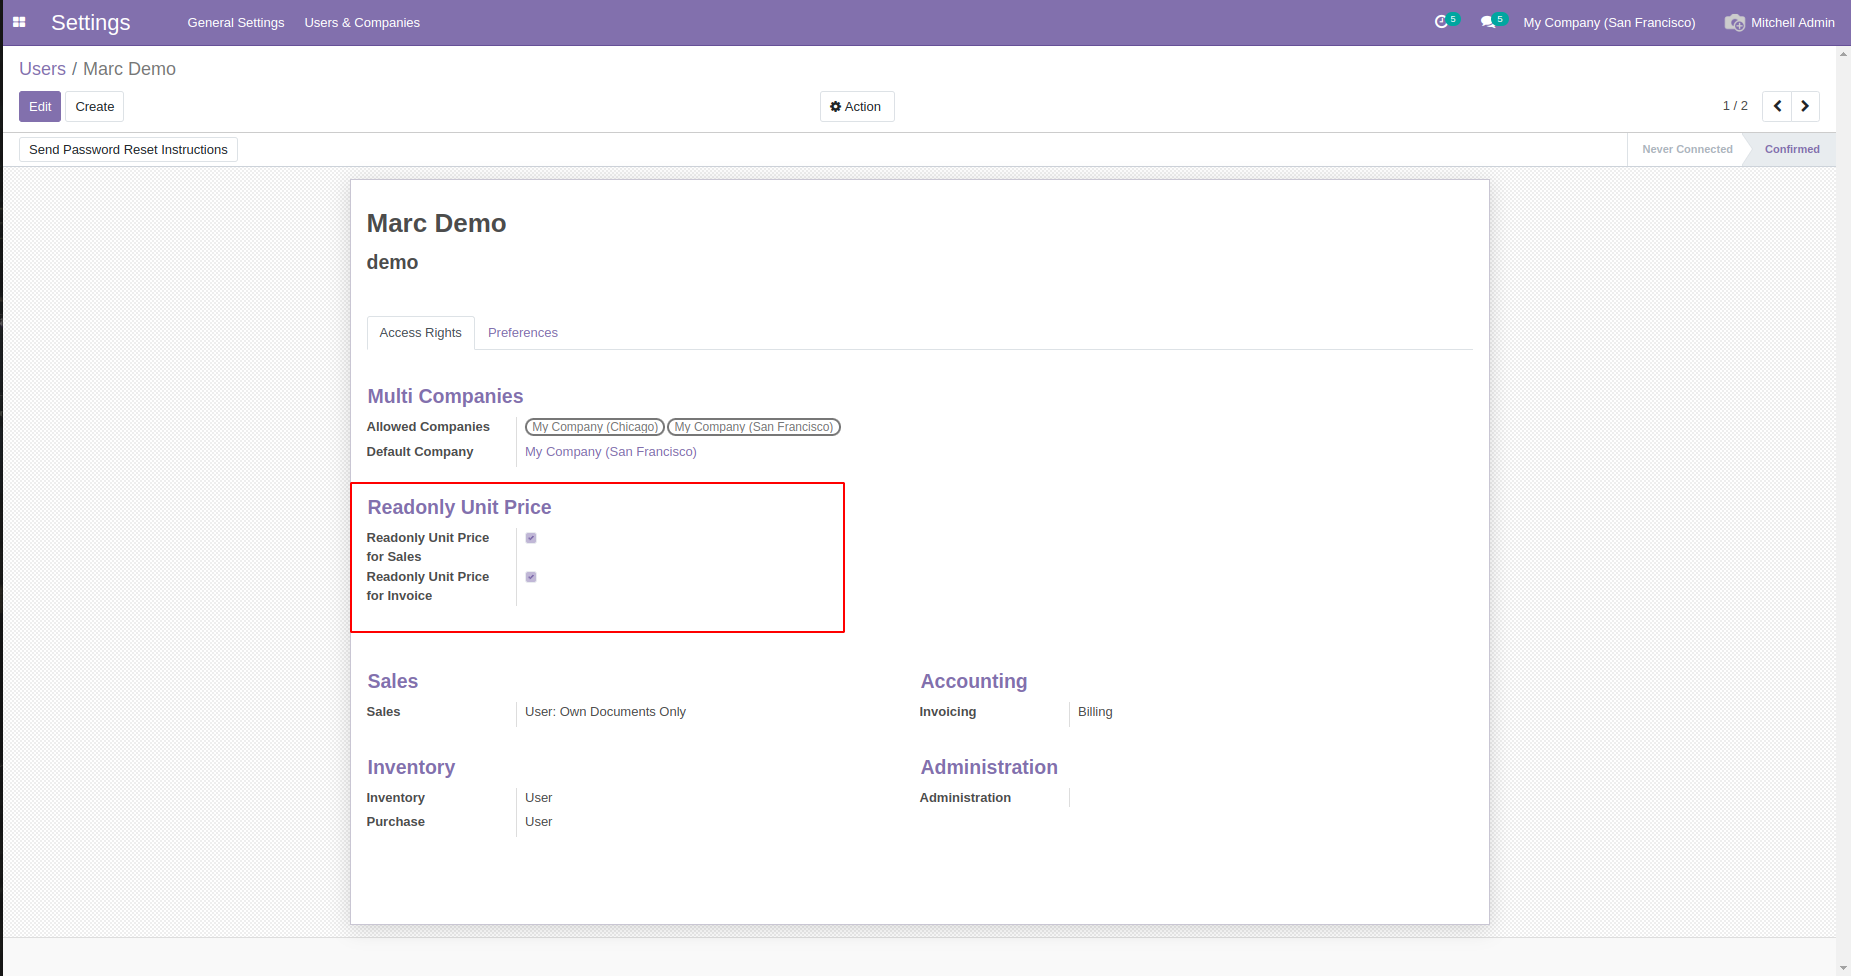 Settings General Settings Users & Companies 5 5 My Company (San Francisco) Mitchell Admin
Users / Marc Demo
Edit Create Action 1 / 2
Send Password Reset Instructions Never Connected Confirmed
Marc Demo
demo
Access Rights Preferences
Multi Companies
Allowed Companies My Company (Chicago) My Company (San Francisco)
Default Company My Company (San Francisco)
Readonly Unit Price
Readonly Unit Price
for Sales
Readonly Unit Price
for Invoice
Sales Accounting
Sales User: Own Documents Only Invoicing Billing
Inventory Administration
Inventory User Administration
Purchase User